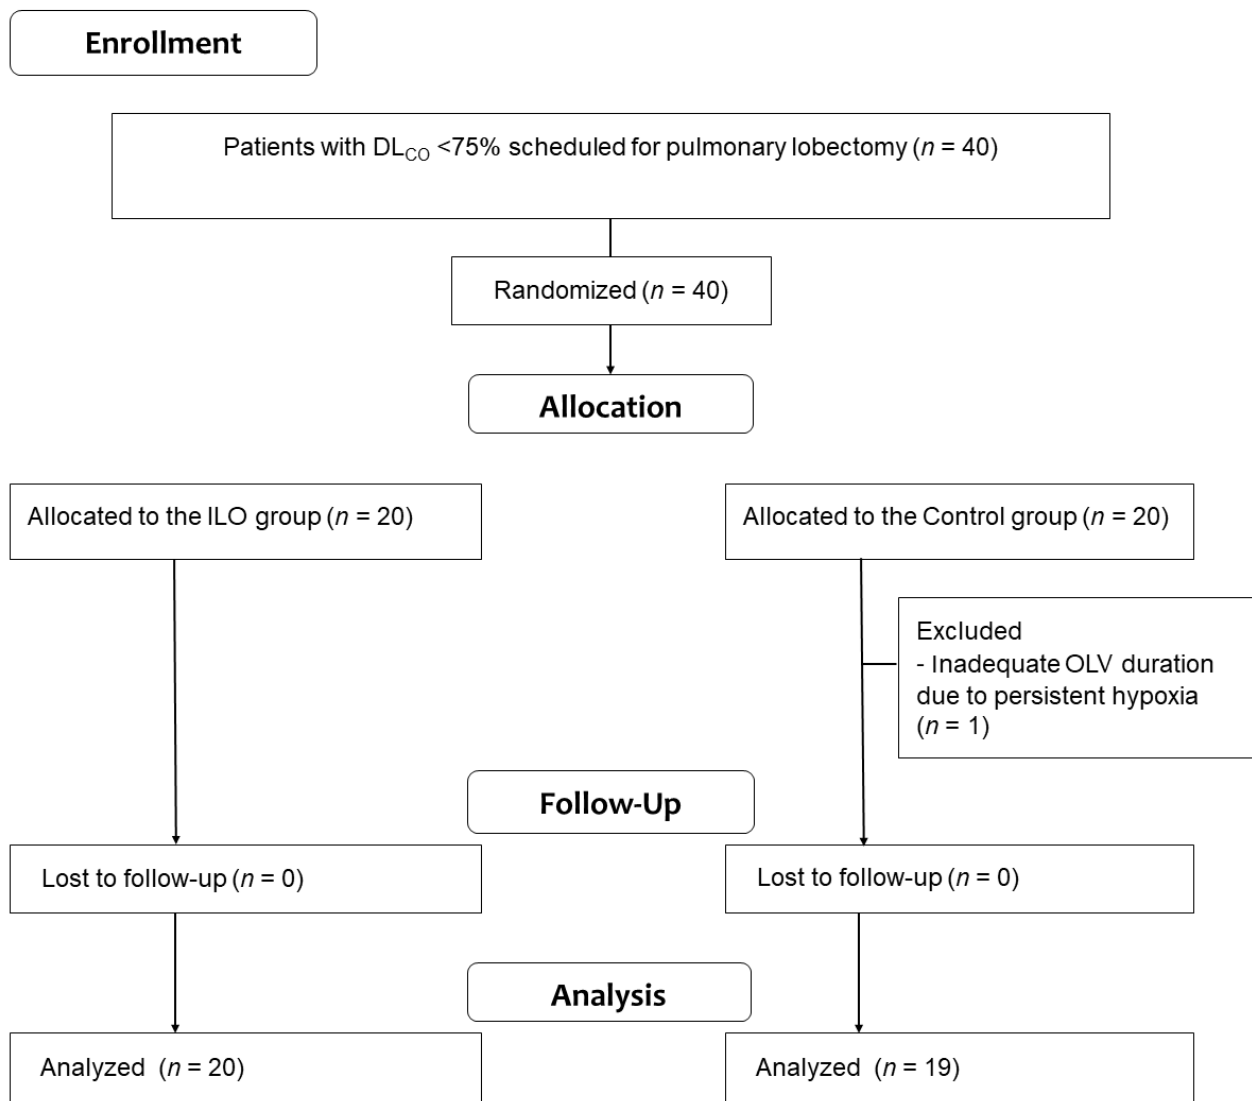 Enrollment
Patients with DLCO <75% scheduled for pulmonary lobectomy (n = 40)
Randomized (n = 40)
Allocation
Allocated to the ILO group (n = 20)
Allocated to the Control group (n = 20)
Excluded
- Inadequate OLV duration
due to persistent hypoxia
(n = 1)
Follow-Up
Lost to follow-up (n = 0)
Lost to follow-up (n = 0)
Analysis
Analyzed (n = 20)
Analyzed (n = 19)